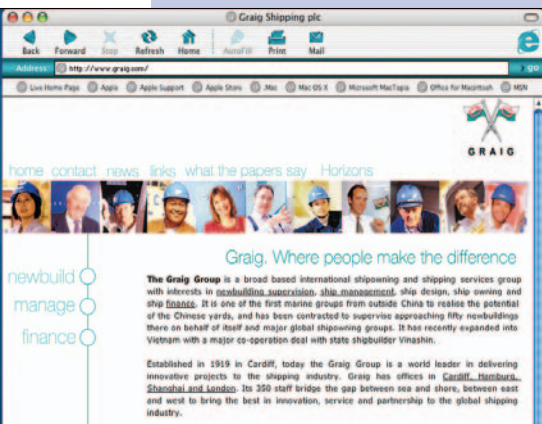 Graig Shipping plc
Back Forward Stop Refresh Home AutoFill Print Mail
Address: http://www.graig.com/ go
Live Home Page Apple Apple Support Apple Store .Mac Mac OS X Microsoft MacTopia Office for Macintosh MSN
GRAIG
home contact news links what the papers say Horizons
Graig. Where people make the difference
newbuild
manage
finance
The Graig Group is a broad based international shipowning and shipping services group
with interests in newbuilding supervision, ship management, ship design, ship owning and
ship finance. It is one of the first marine groups from outside China to realise the potential
of the Chinese yards, and has been contracted to supervise approaching fifty newbuildings
there on behalf of itself and major global shipowning groups. It has recently expanded into
Vietnam with a major co-operation deal with state shipbuilder Vinashin.
Established in 1919 in Cardiff, today the Graig Group is a world leader in delivering
innovative projects to the shipping industry. Graig has offices in Cardiff, Hamburg,
Shanghai and London. Its 350 staff bridge the gap between sea and shore, between east
and west to bring the best in innovation, service and partnership to the global shipping
industry.